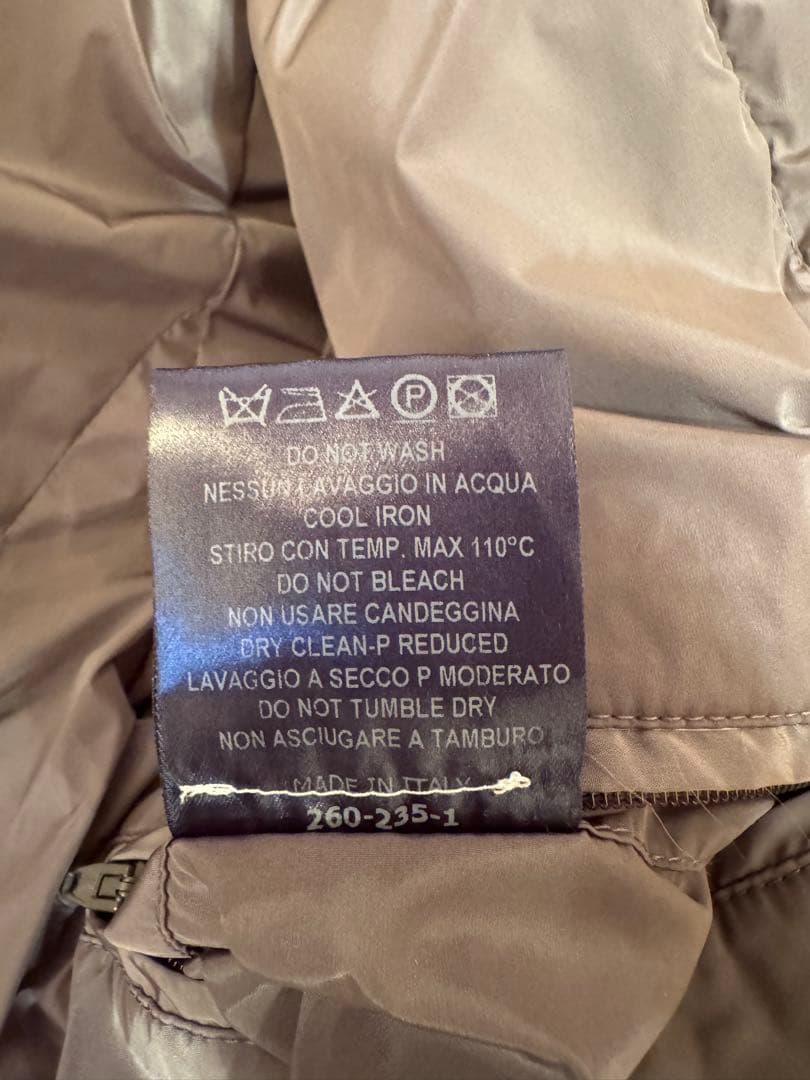 P
DO NOT WASH
NESSUN LAVAGGIO IN ACQUA
COOL IRON
STIRO CON TEMP. MAX 110°C
DO NOT BLEACH
NON USARE CANDEGGINA
DRY CLEAN-P REDUCED
LAVAGGIO A SECCO P MODERATO
DO NOT TUMBLE DRY
NON ASCIUGARE A TAMBURO
MADE IN ITALY
260-235-1